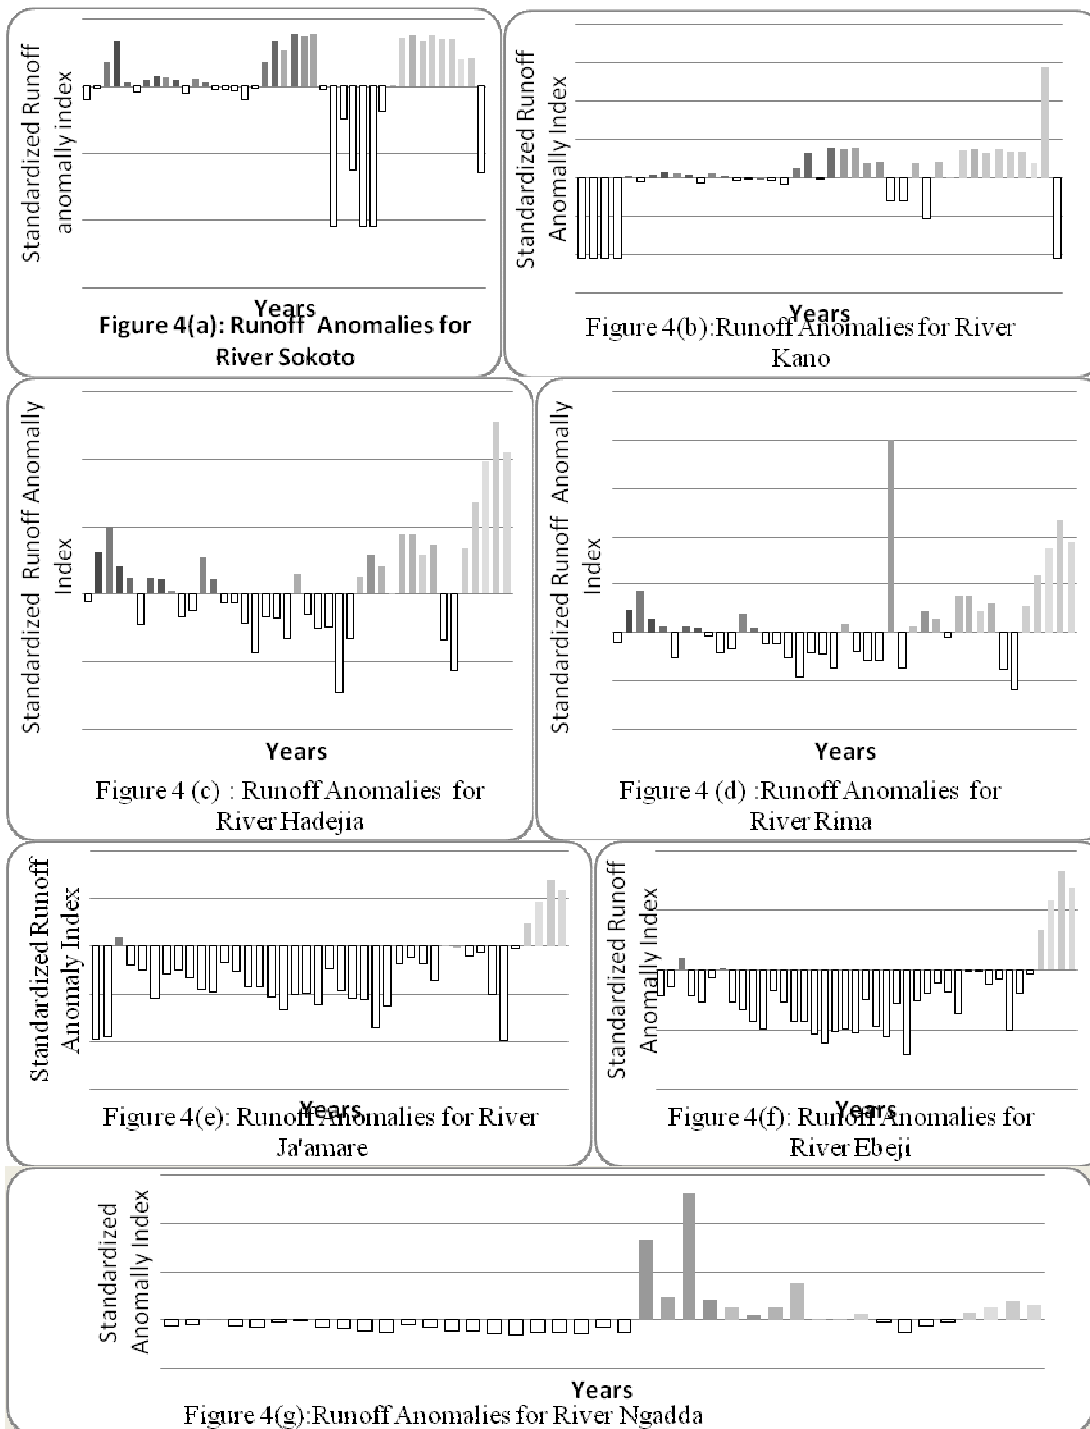 Standardized Runoff
anomally index
Years
Figure 4(a): Runoff Anomalies for
River Sokoto
Standardized Runoff
Anomally Index
Years
Figure 4(b):Runoff Anomalies for River
Kano
Standardized Runoff Anomally
Index
Years
Figure 4 (c) : Runoff Anomalies for
River Hadejia
Standardized Runoff Anomally
Index
Years
Figure 4 (d) :Runoff Anomalies for
River Rima
Standardized Runoff
Anomaly Index
Years
Figure 4(e): Runoff Anomalies for River
Ja'amare
Standardized Runoff
Anomally Index
Years
Figure 4(f): Runoff Anomalies for
River Ebeji
Standardized
Anomally Index
Years
Figure 4(g):Runoff Anomalies for River Ngadda